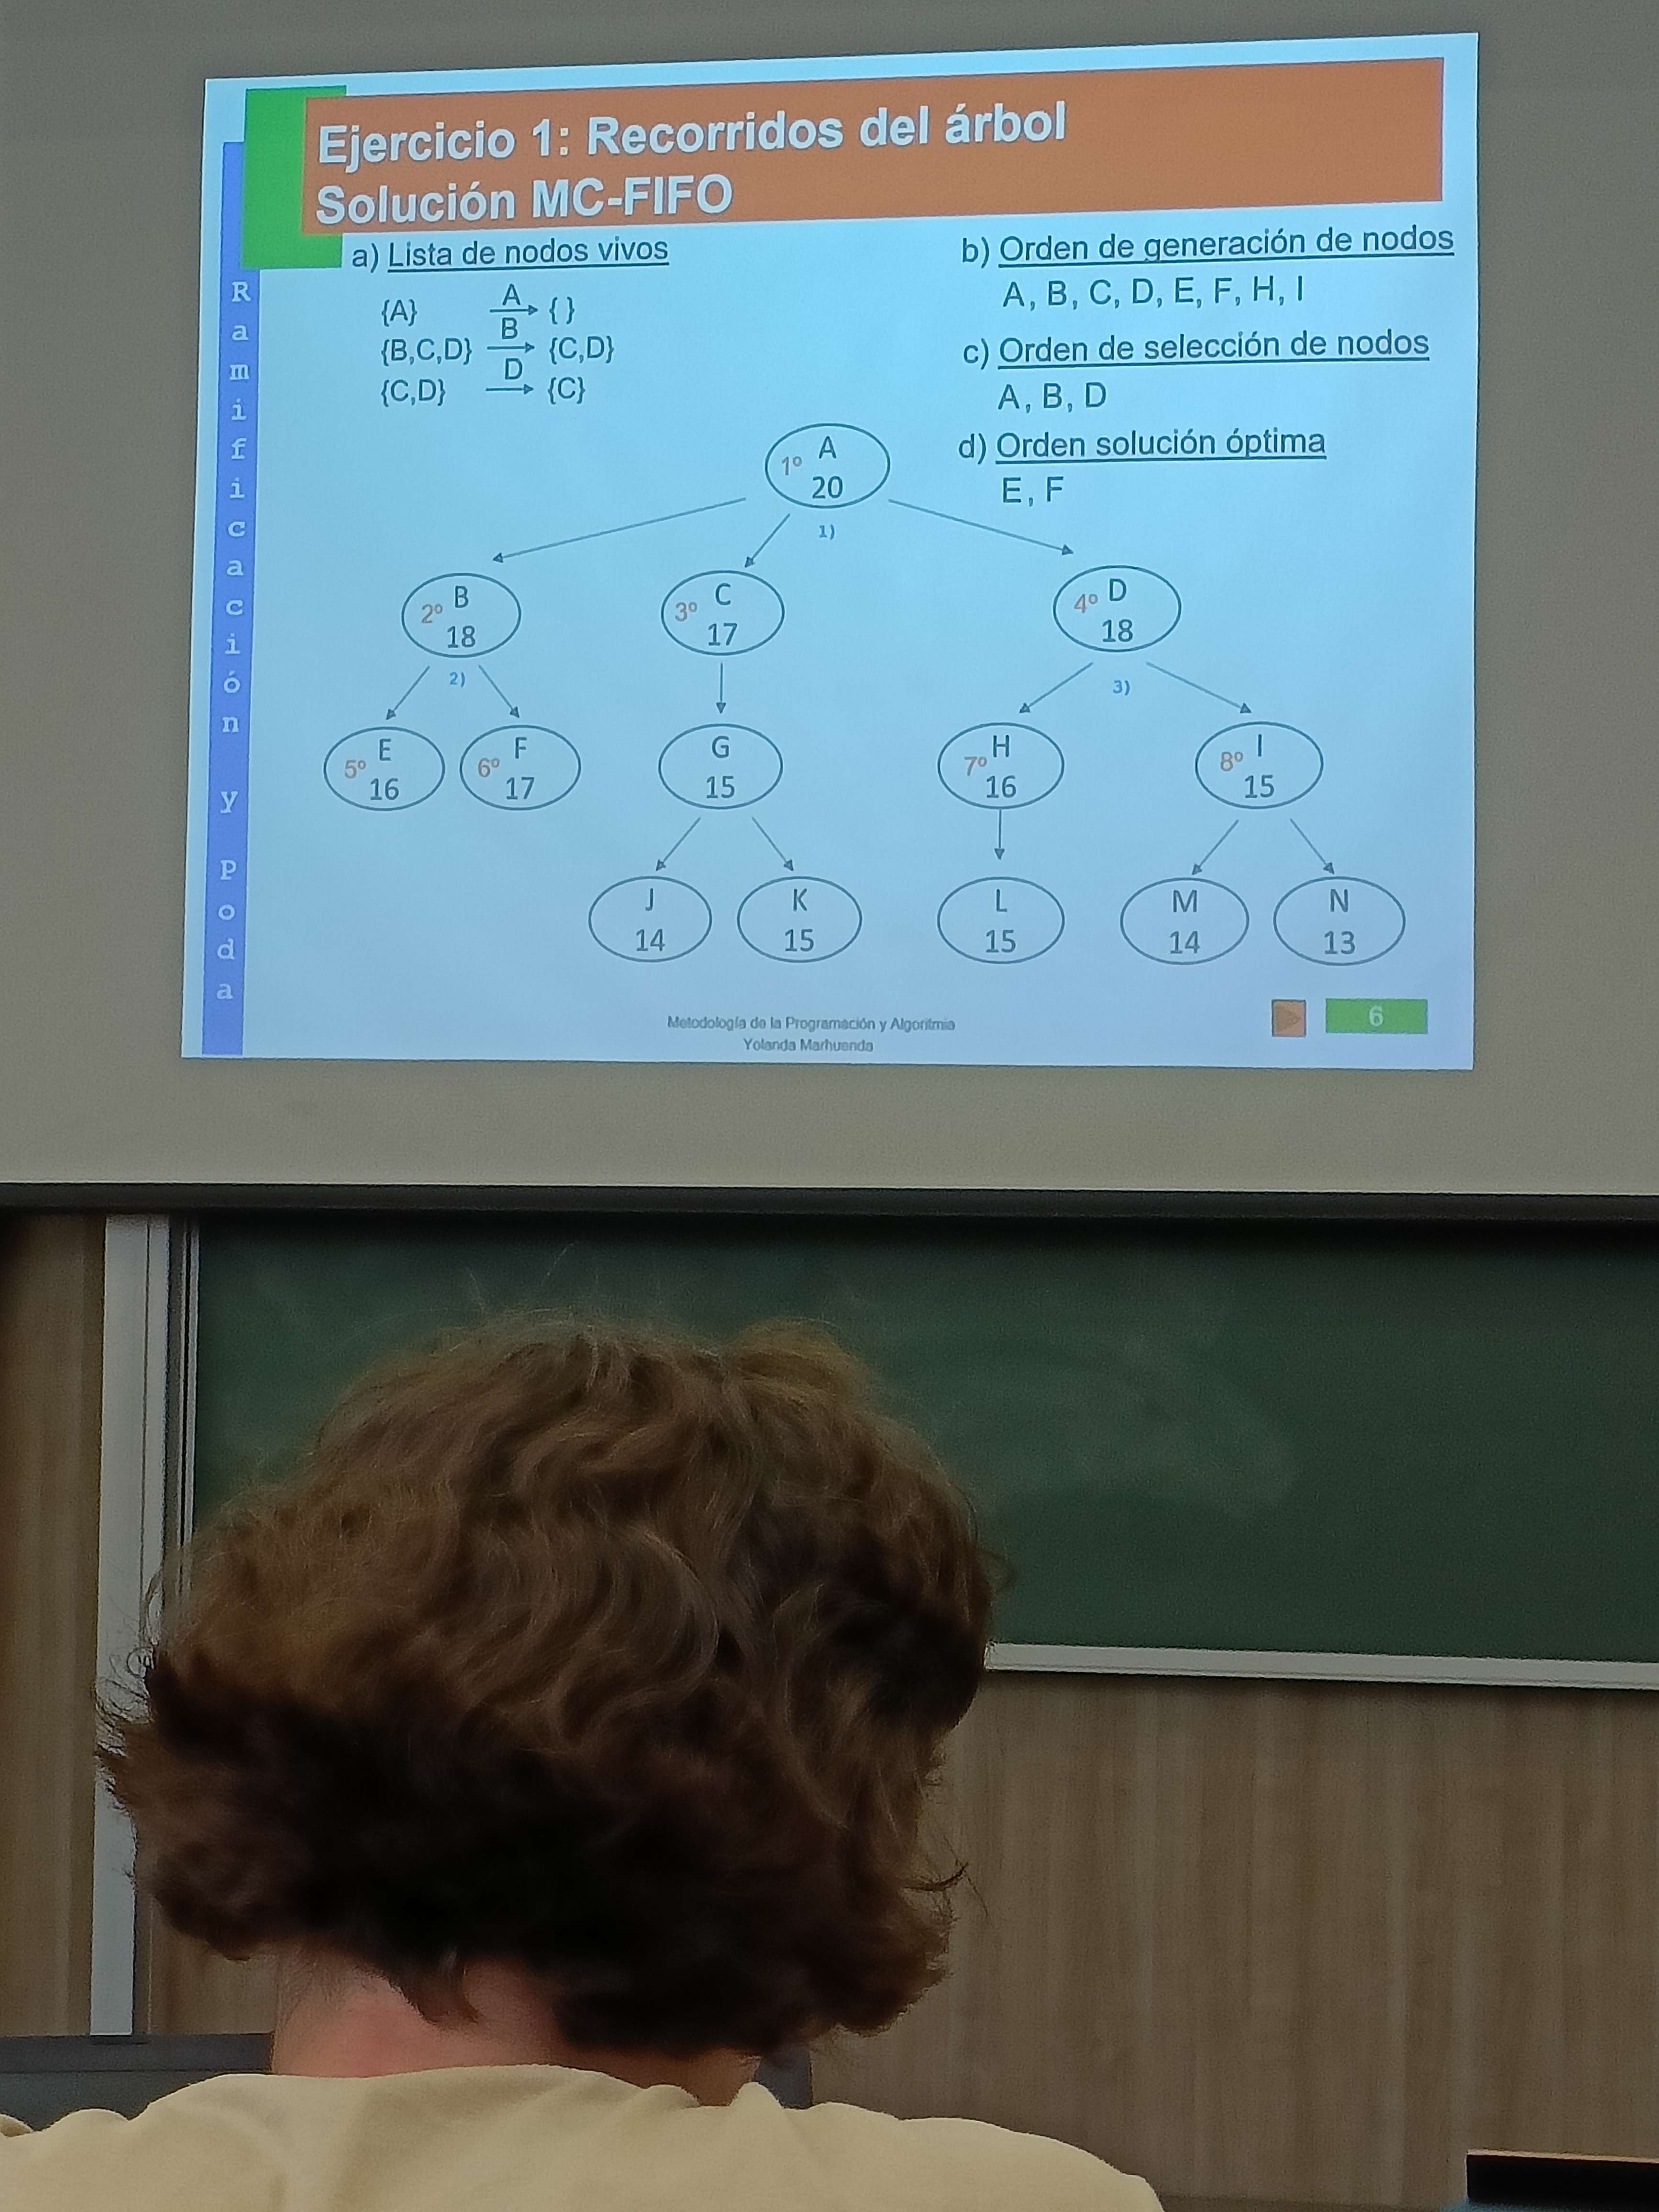 Ejercicio 1: Recorridos del árbol
Solución MC-FIFO
Ramificación y Poda
a) Lista de nodos vivos
{A} A→ { }
{B,C,D} B→ {C,D}
{C,D} D→ {C}
b) Orden de generación de nodos
A, B, C, D, E, F, H, I
c) Orden de selección de nodos
A, B, D
d) Orden solución óptima
E, F
1º A
20
1)
2º B
18
3º C
17
4º D
18
2)
3)
5º E
16
6º F
17
G
15
7º H
16
8º I
15
J
14
K
15
L
15
M
14
N
13
Metodología de la Programación y Algoritmia
Yolanda Marhuenda
6